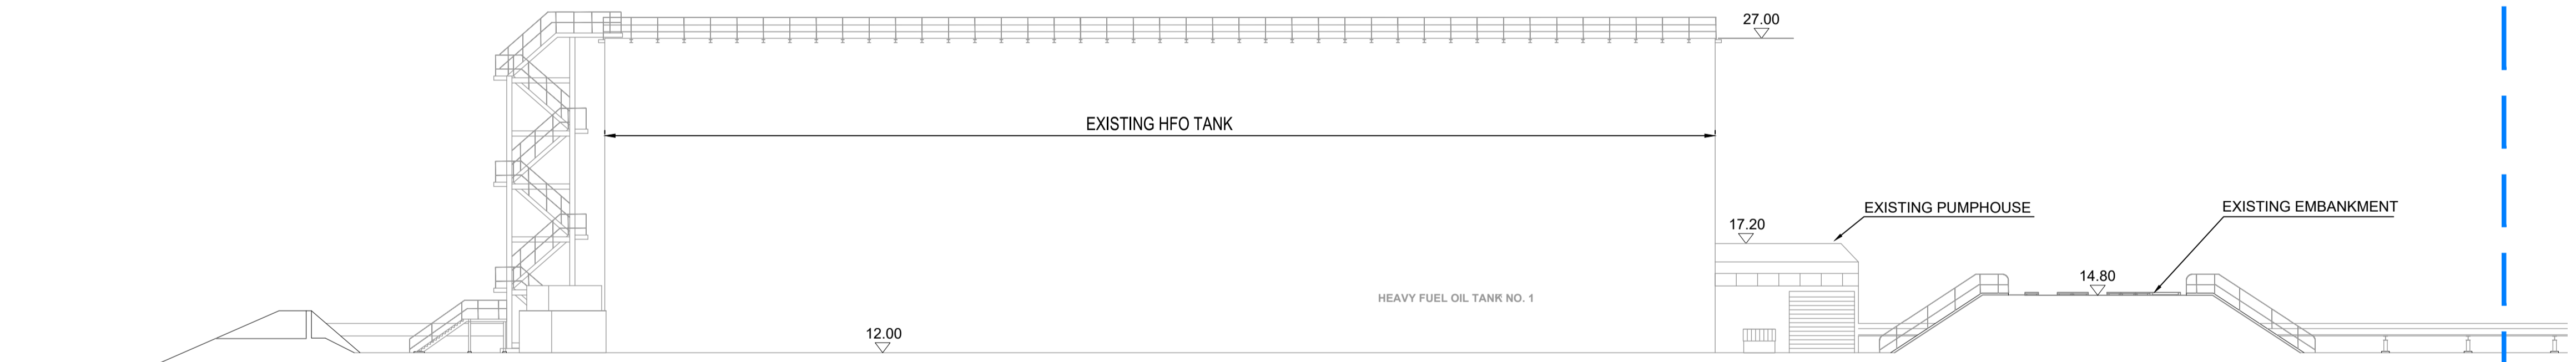 27.00
EXISTING HFO TANK
EXISTING PUMPHOUSE
EXISTING EMBANKMENT
17.20
14.80
HEAVY FUEL OIL TANK NO. 1
12.00